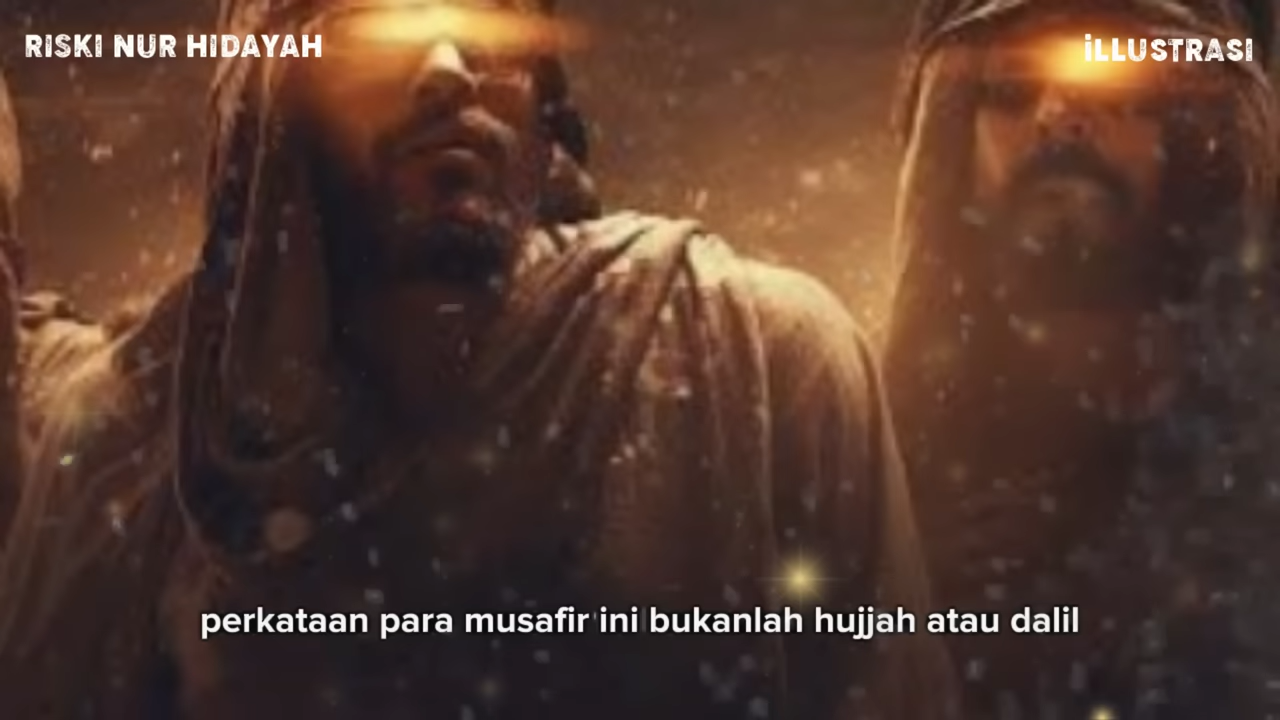 RISKI NUR HIDAYAH
iLLUSTRASI
perkataan para musafir ini bukanlah hujjah atau dalil